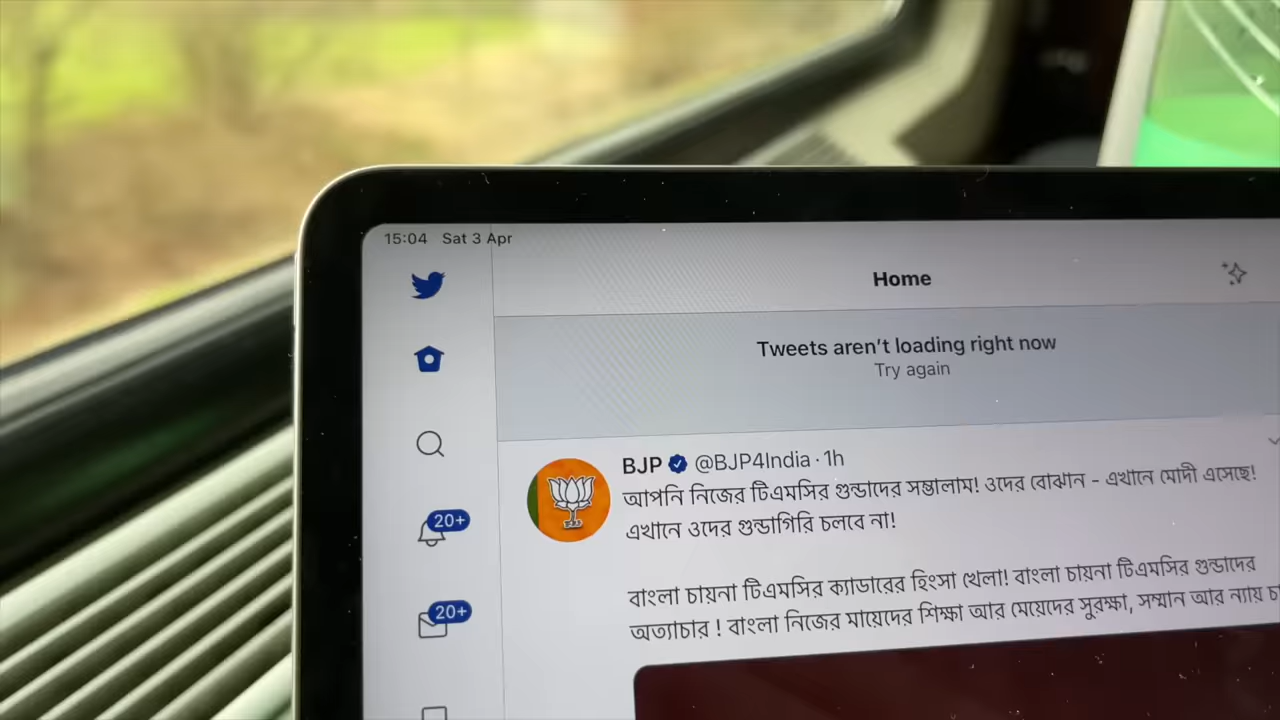 15:04 Sat 3 Apr
Home
Tweets aren't loading right now
Try again
BJP @BJP4India · 1h
আপনি নিজের টিএমসির গুন্ডাদের সম্ভালাম! ওদের বোঝান - এখানে মোদী এসেছে!
এখানে ওদের গুন্ডাগিরি চলবে না!
বাংলা চায়না টিএমসির ক্যাডারের হিংসা খেলা! বাংলা চায়না টিএমসির গুন্ডাদের
অত্যাচার ! বাংলা নিজের মায়েদের শিক্ষা আর মেয়েদের সুরক্ষা, সম্মান আর ন্যায়
20+
20+